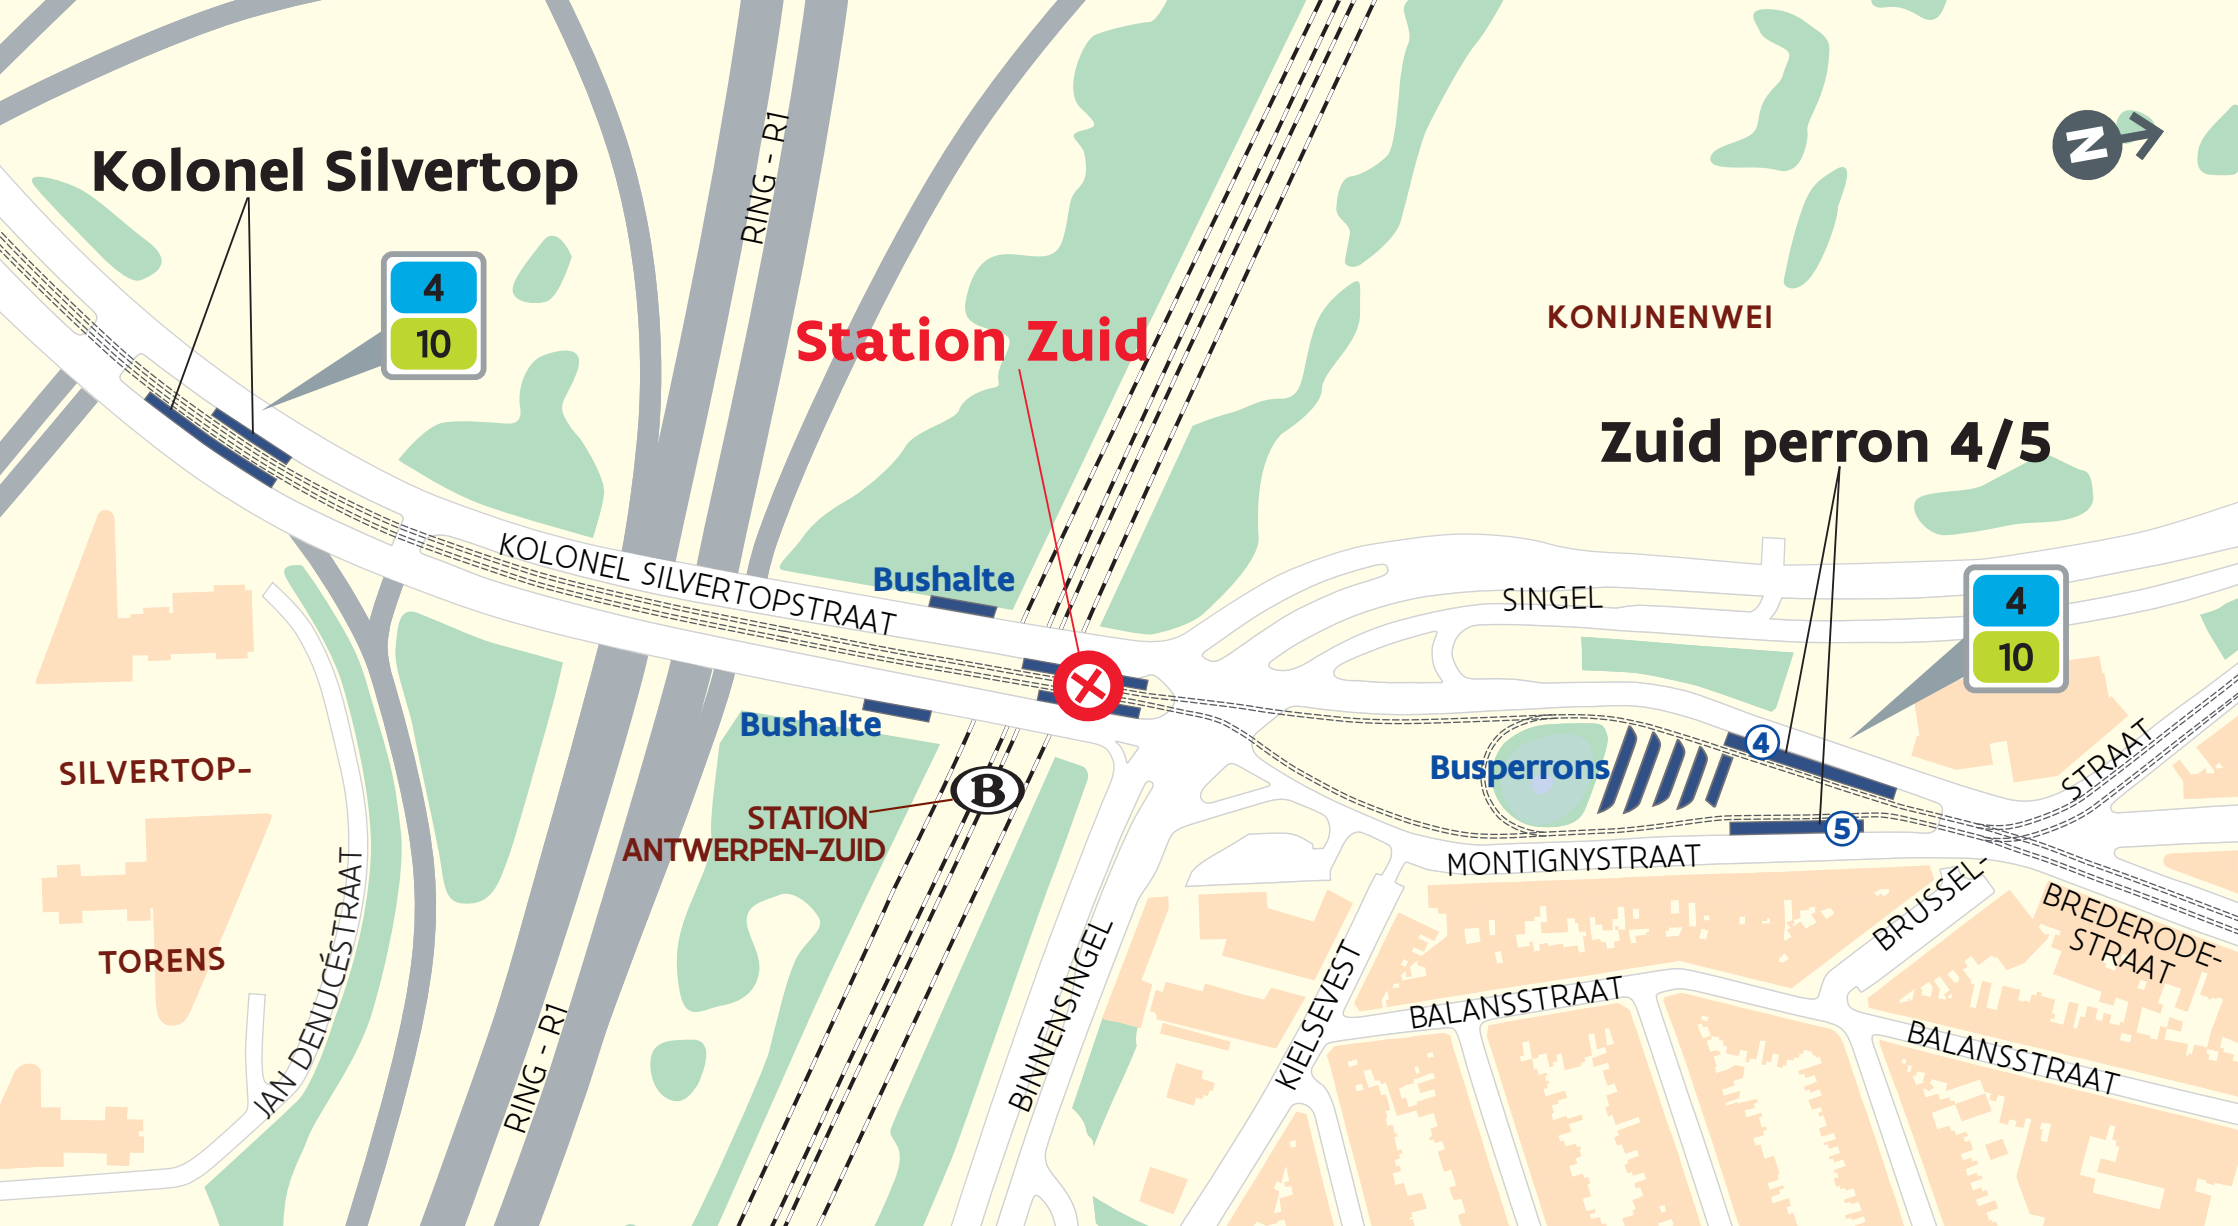 RING - R1
N
Kolonel Silvertop
4
10
Station Zuid
KONIJNENWEI
Zuid perron 4/5
KOLONEL SILVERTOPSTRAAT
Bushalte
SINGEL
4
10
Bushalte
4
Busperrons
STRAAT
SILVERTOP-
B
STATION
ANTWERPEN-ZUID
5
MONTIGNYSTRAAT
BRUSSEL-
BREDERODE-
STRAAT
TORENS
JAN DENUCÉSTRAAT
BINNENSINGEL
KIELSEVEST
BALANSSTRAAT
RING - R1
BALANSSTRAAT